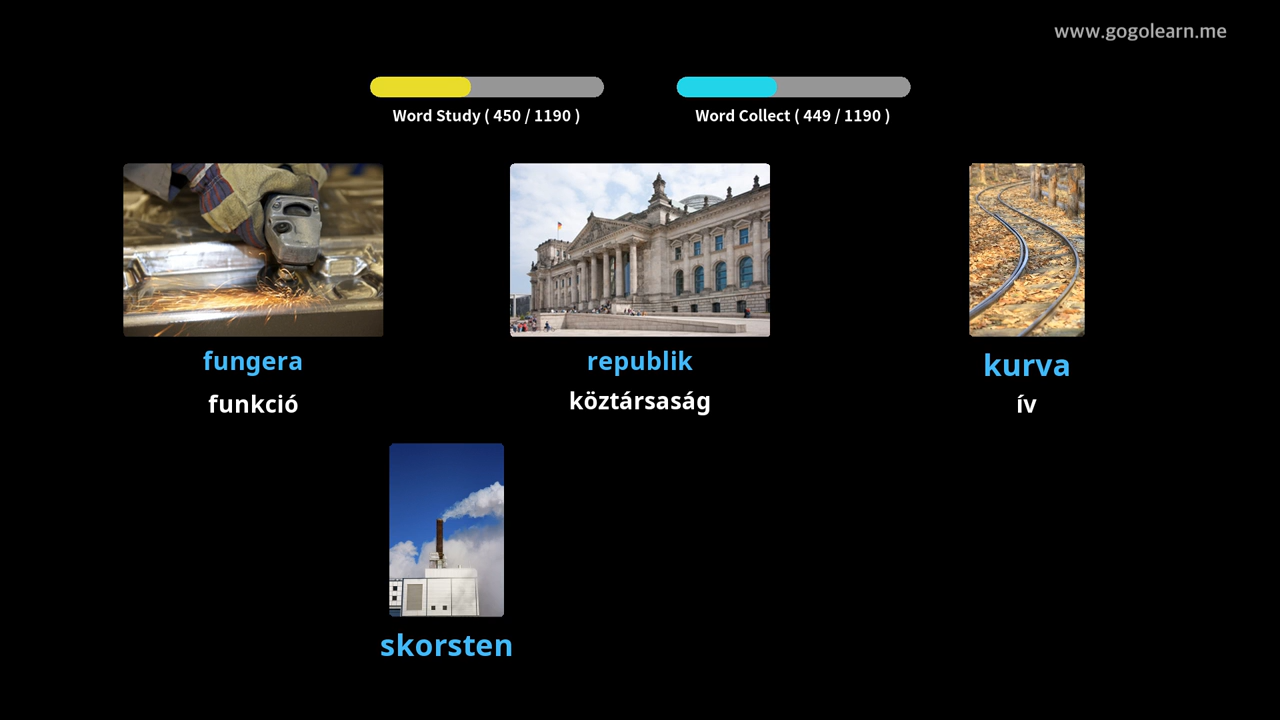 www.gogolearn.me
Word Study ( 450 / 1190 )
Word Collect ( 449 / 1190 )
fungera
funkció
republik
köztársaság
kurva
ív
skorsten